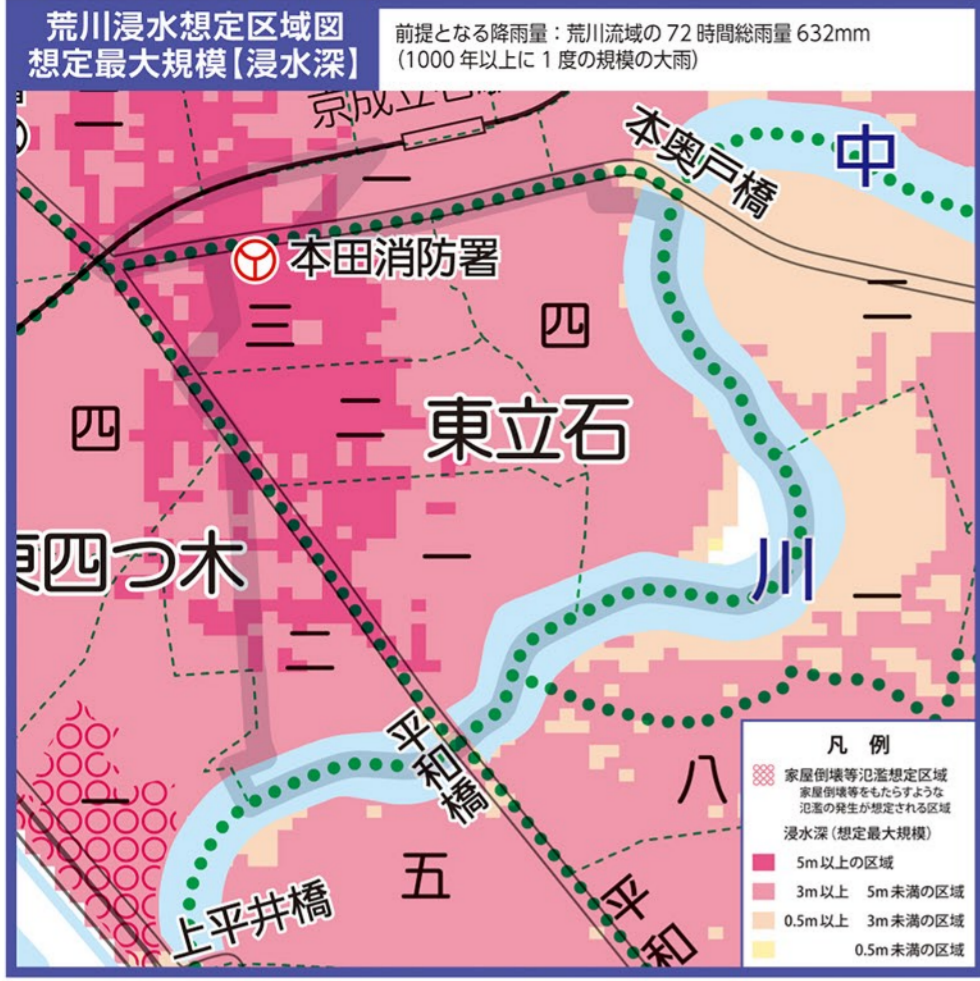 荒川浸水想定区域図
想定最大規模【浸水深】
前提となる降雨量：荒川流域の72時間総雨量632mm
（1000年以上に1度の規模の大雨）
京成立石
一
本奥戸橋
中
二
一
本田消防署
三
四
二
四
二
東立石
東四つ木
一
川
一
二
平和橋
八
一
五
上平井橋
平和
凡 例
家屋倒壊等氾濫想定区域
家屋倒壊等をもたらすような
氾濫の発生が想定される区域
浸水深（想定最大規模）
5m以上の区域
3m以上 5m未満の区域
0.5m以上 3m未満の区域
0.5m未満の区域